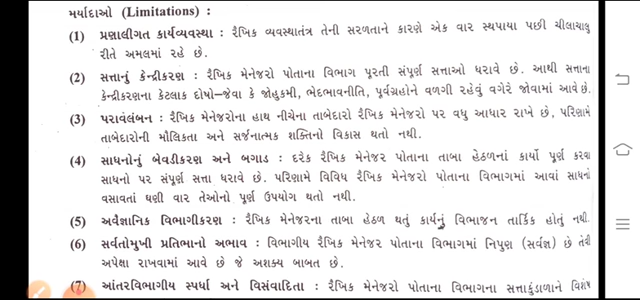 મર્યાદાઓ (Limitations) :
(1) પ્રણાલીગત કાર્યવ્યવસ્થા : રૈખિક વ્યવસ્થાતંત્ર તેની સરળતાને કારણે એક વાર સ્થપાયા પછી ચીલાચાલુ
રીતે અમલમાં રહે છે.
(2) સત્તાનું કેન્દ્રીકરણ : રૈખિક મેનેજરો પોતાના વિભાગ પૂરતી સંપૂર્ણ સત્તાઓ ધરાવે છે. આથી સત્તાના
કેન્દ્રીકરણના કેટલાક દોષો–જેવા કે જોહુકમી, ભેદભાવનીતિ, પૂર્વગ્રહોને વળગી રહેવું વગેરે જોવામાં આવે છે.
(3) પરાવંલબન : રૈખિક મેનેજરોના હાથ નીચેના તાબેદારો રૈખિક મેનેજરો પર વધુ આધાર રાખે છે, પરિણામે
તાબેદારોની મૌલિકતા અને સર્જનાત્મક શક્તિનો વિકાસ થતો નથી.
(4) સાધનોનું બેવડીકરણ અને બગાડ : દરેક રૈખિક મેનેજર પોતાના તાબા હેઠળનાં કાર્યો પૂર્ણ કરવા
સાધનો પર સંપૂર્ણ સત્તા ધરાવે છે. પરિણામે વિવિધ રૈખિક મેનેજરો પોતાના વિભાગમાં આવાં સાધનો
વસાવતાં ઘણી વાર તેઓનો પૂર્ણ ઉપયોગ થતો નથી.
(5) અવૈજ્ઞાનિક વિભાગીકરણ : રૈખિક મેનેજરના તાબા હેઠળ થતું કાર્યનું વિભાજન તાર્કિક હોતું નથી.
(6) સર્વતોમુખી પ્રતિભાનો અભાવ : વિભાગીય રૈખિક મેનેજર પોતાના વિભાગમાં નિપુણ (સર્વજ્ઞ) છે તેવી
અપેક્ષા રાખવામાં આવે છે જે અશક્ય બાબત છે.
(7) આંતરવિભાગીય સ્પર્ધા અને વિસંવાદિતા : રૈખિક મેનેજરો પોતાના વિભાગના સત્તાકુંડાળાને વિશેષ